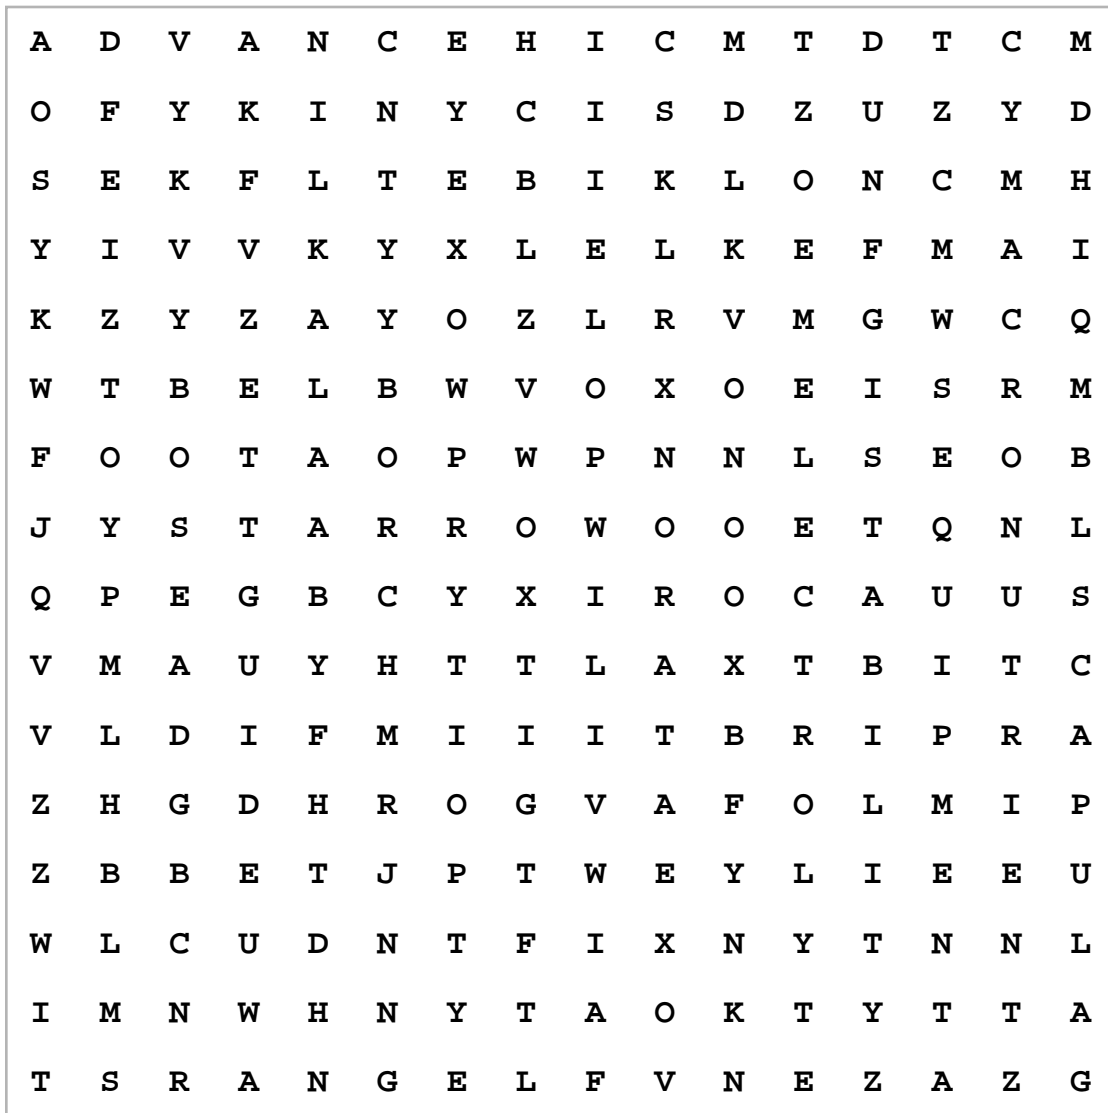 A D V A N C E H I C M T D T C M
O F Y K I N Y C I S D Z U Z Y D
S E K F L T E B I K L O N C M H
Y I V V K Y X L E L K E F M A I
K Z Y Z A Y O Z L R V M G W C Q
W T B E L B W V O X O E I S R M
F O O T A O P W P N N L S E O B
J Y S T A R R O W O O E T Q N L
Q P E G B C Y X I R O C A U U S
V M A U Y H T T L A X T B I T C
V L D I F M I I I T B R I P R A
Z H G D H R O G V A F O L M I P
Z B B E T J P T W E Y L I E E U
W L C U D N T F I X N Y T N N L
I M N W H N Y T A O K T Y T T A
T S R A N G E L F V N E Z A Z G